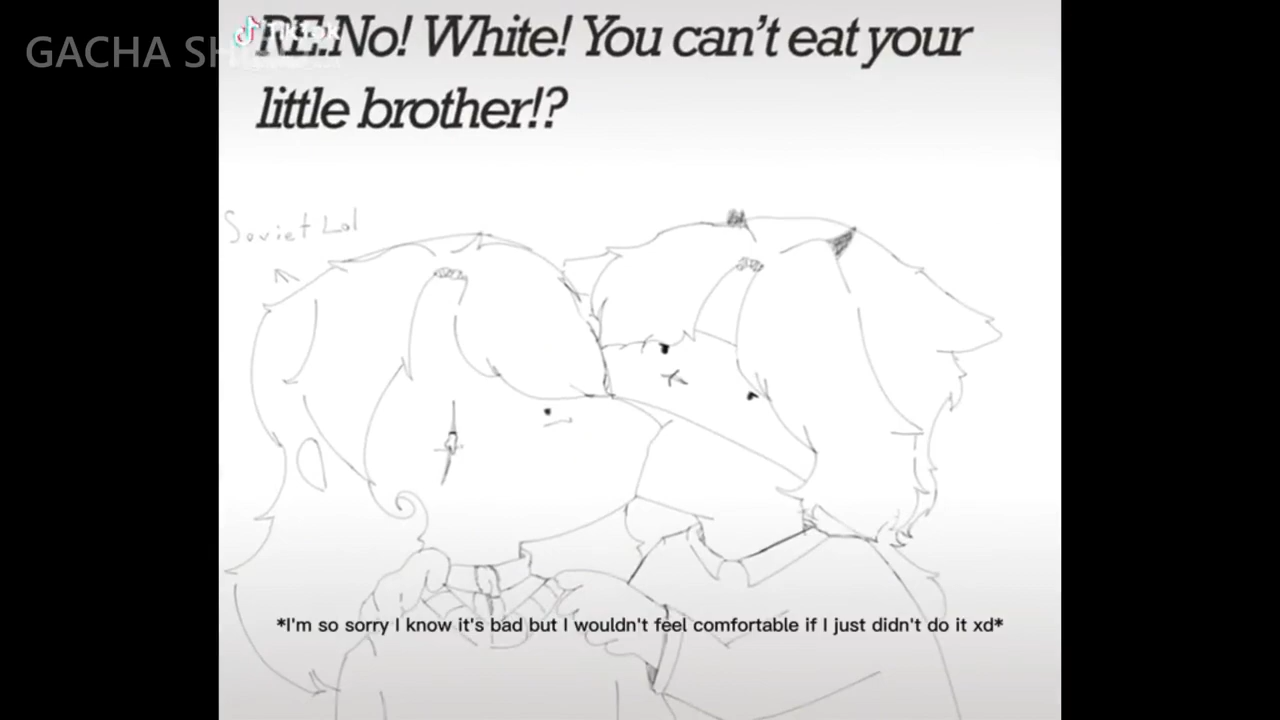 GACHA SH
TikTok
RE:No! White! You can't eat your
little brother!?
Soviet Lol
*I'm so sorry I know it's bad but I wouldn't feel comfortable if I just didn't do it xd*